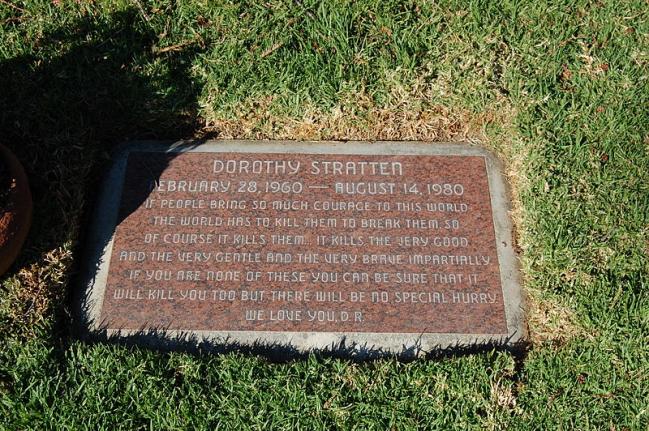 DOROTHY STRATTEN
FEBRUARY 28, 1960 — AUGUST 14, 1980
IF PEOPLE BRING SO MUCH COURAGE TO THIS WORLD
THE WORLD HAS TO KILL THEM TO BREAK THEM, SO
OF COURSE IT KILLS THEM.. IT KILLS THE VERY GOOD
AND THE VERY GENTLE AND THE VERY BRAVE IMPARTIALLY
IF YOU ARE NONE OF THESE YOU CAN BE SURE THAT IT
WILL KILL YOU TOO BUT THERE WILL BE NO SPECIAL HURRY
WE LOVE YOU, D.R.